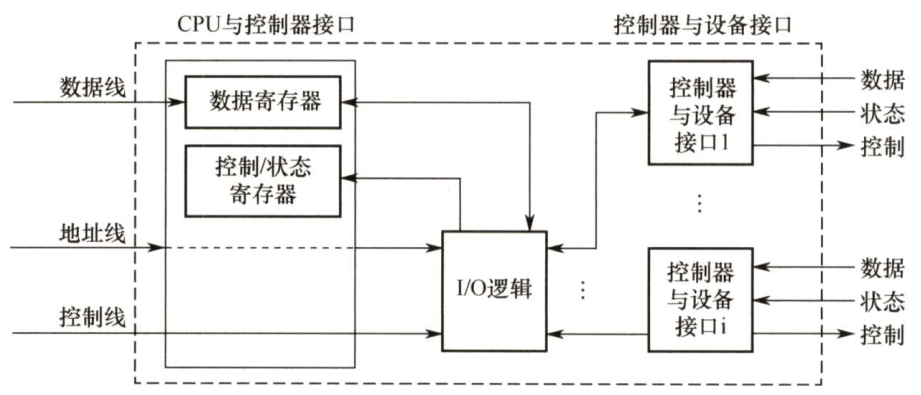 CPU与控制器接口
控制器与设备接口
数据线
数据寄存器
控制/状态
寄存器
地址线
控制线
I/O逻辑
控制器
与设备
接口1
数据
状态
控制
⋮
⋮
控制器
与设备
接口i
数据
状态
控制